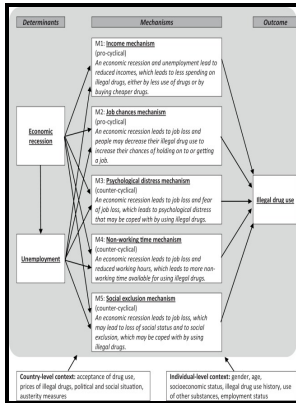 Determinants
Mechanisms
Outcome
M1: Income mechanism
(pro-cyclical)
An economic recession and unemployment lead to
reduced incomes, which leads to less spending on
illegal drugs, either by less use of drugs or by
buying cheaper drugs.
M2: Job chances mechanism
(pro-cyclical)
An economic recession leads to job loss and
people may decrease their illegal drug use to
increase their chances of holding on to or getting
a job.
Economic
recession
M3: Psychological distress mechanism
(counter-cyclical)
An economic recession leads to job loss and fear
of job loss, which leads to psychological distress
that may be coped with by using illegal drugs.
Illegal drug use
M4: Non-working time mechanism
(counter-cyclical)
An economic recession leads to job loss and
reduced working hours, which leads to more non-
working time available for using illegal drugs.
Unemployment
M5: Social exclusion mechanism
(counter-cyclical)
An economic recession leads to job loss, which
may lead to loss of social status and to social
exclusion, which may be coped with by using
illegal drugs.
Country-level context: acceptance of drug use,
prices of illegal drugs, political and social situation,
austerity measures
Individual-level context: gender, age,
socioeconomic status, illegal drug use history, use
of other substances, employment status